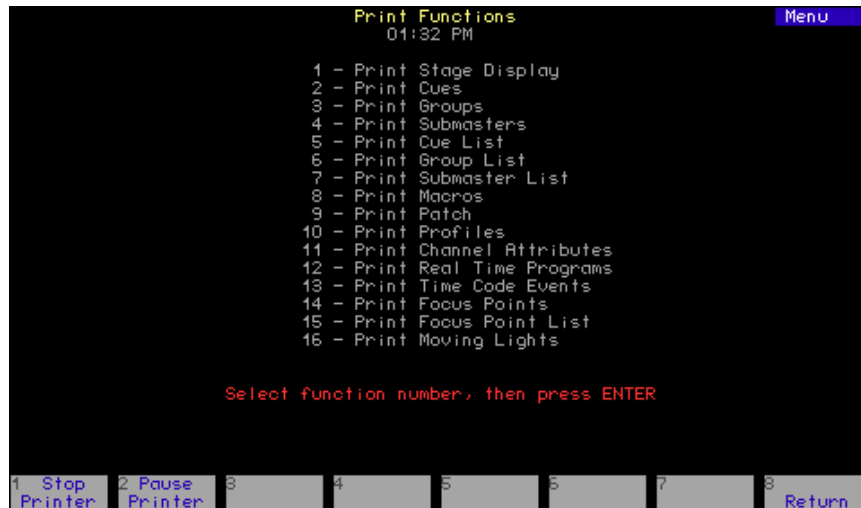 Print Functions
Menu
01:32 PM
1 - Print Stage Display
2 - Print Cues
3 - Print Groups
4 - Print Submasters
5 - Print Cue List
6 - Print Group List
7 - Print Submaster List
8 - Print Macros
9 - Print Patch
10 - Print Profiles
11 - Print Channel Attributes
12 - Print Real Time Programs
13 - Print Time Code Events
14 - Print Focus Points
15 - Print Focus Point List
16 - Print Moving Lights
Select function number, then press ENTER
1 Stop
Printer
2 Pause
Printer
3
4
5
6
7
8
Return